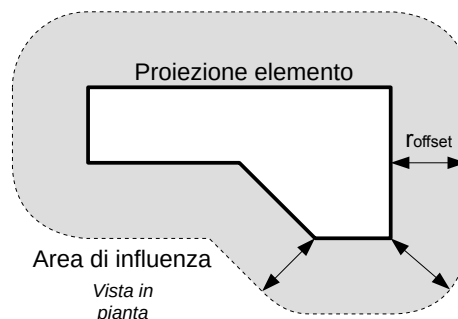 Proiezione elemento
roffset
Area di influenza
Vista in
pianta